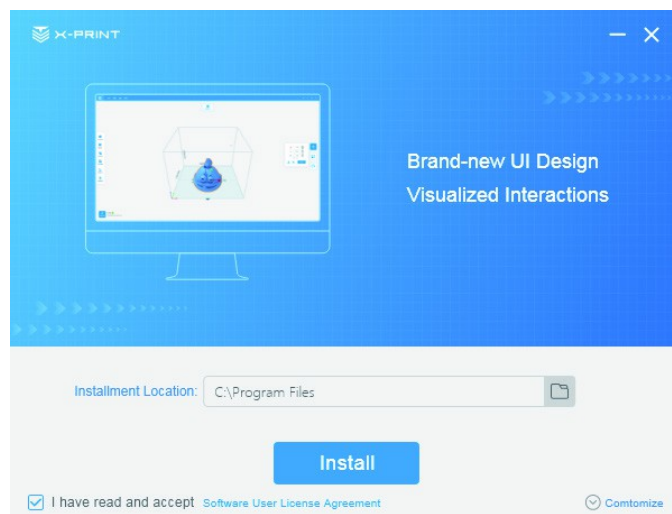 X-PRINT
Brand-new UI Design
Visualized Interactions
Installment Location:
C:\Program Files
Install
I have read and accept Software User License Agreement
Comtomize